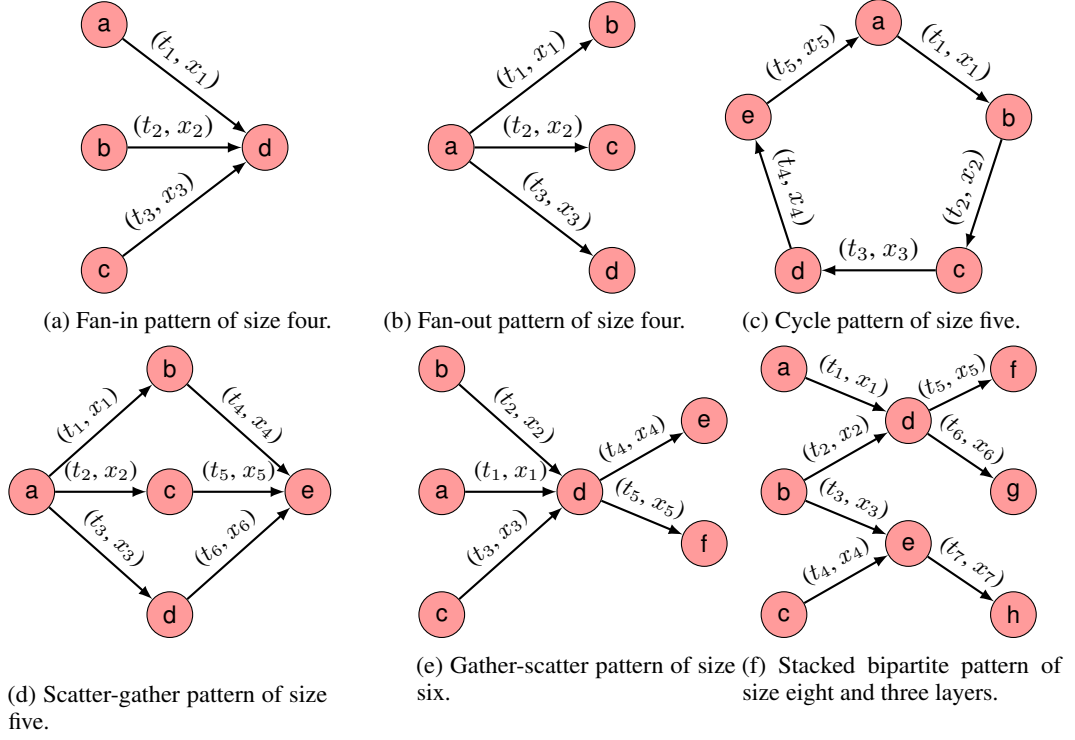 a
(t₁, x₁)
b
(t₂, x₂)
d
(t₃, x₃)
c
(a) Fan-in pattern of size four.
b
(t₁, x₁)
a
(t₂, x₂)
c
(t₃, x₃)
d
(b) Fan-out pattern of size four.
a
(t₅, x₅)
(t₁, x₁)
e
b
(t₄, x₄)
(t₂, x₂)
d
(t₃, x₃)
c
(c) Cycle pattern of size five.
b
(t₁, x₁)
(t₄, x₄)
a
(t₂, x₂)
c
(t₅, x₅)
e
(t₃, x₃)
(t₆, x₆)
d
(d) Scatter-gather pattern of size
five.
b
(t₂, x₂)
(t₄, x₄)
e
a
(t₁, x₁)
d
(t₅, x₅)
f
(t₃, x₃)
c
(e) Gather-scatter pattern of size
six.
a
(t₁, x₁)
(t₅, x₅)
f
d
(t₂, x₂)
(t₆, x₆)
b
g
(t₃, x₃)
e
(t₄, x₄)
(t₇, x₇)
c
h
(f) Stacked bipartite pattern of
size eight and three layers.